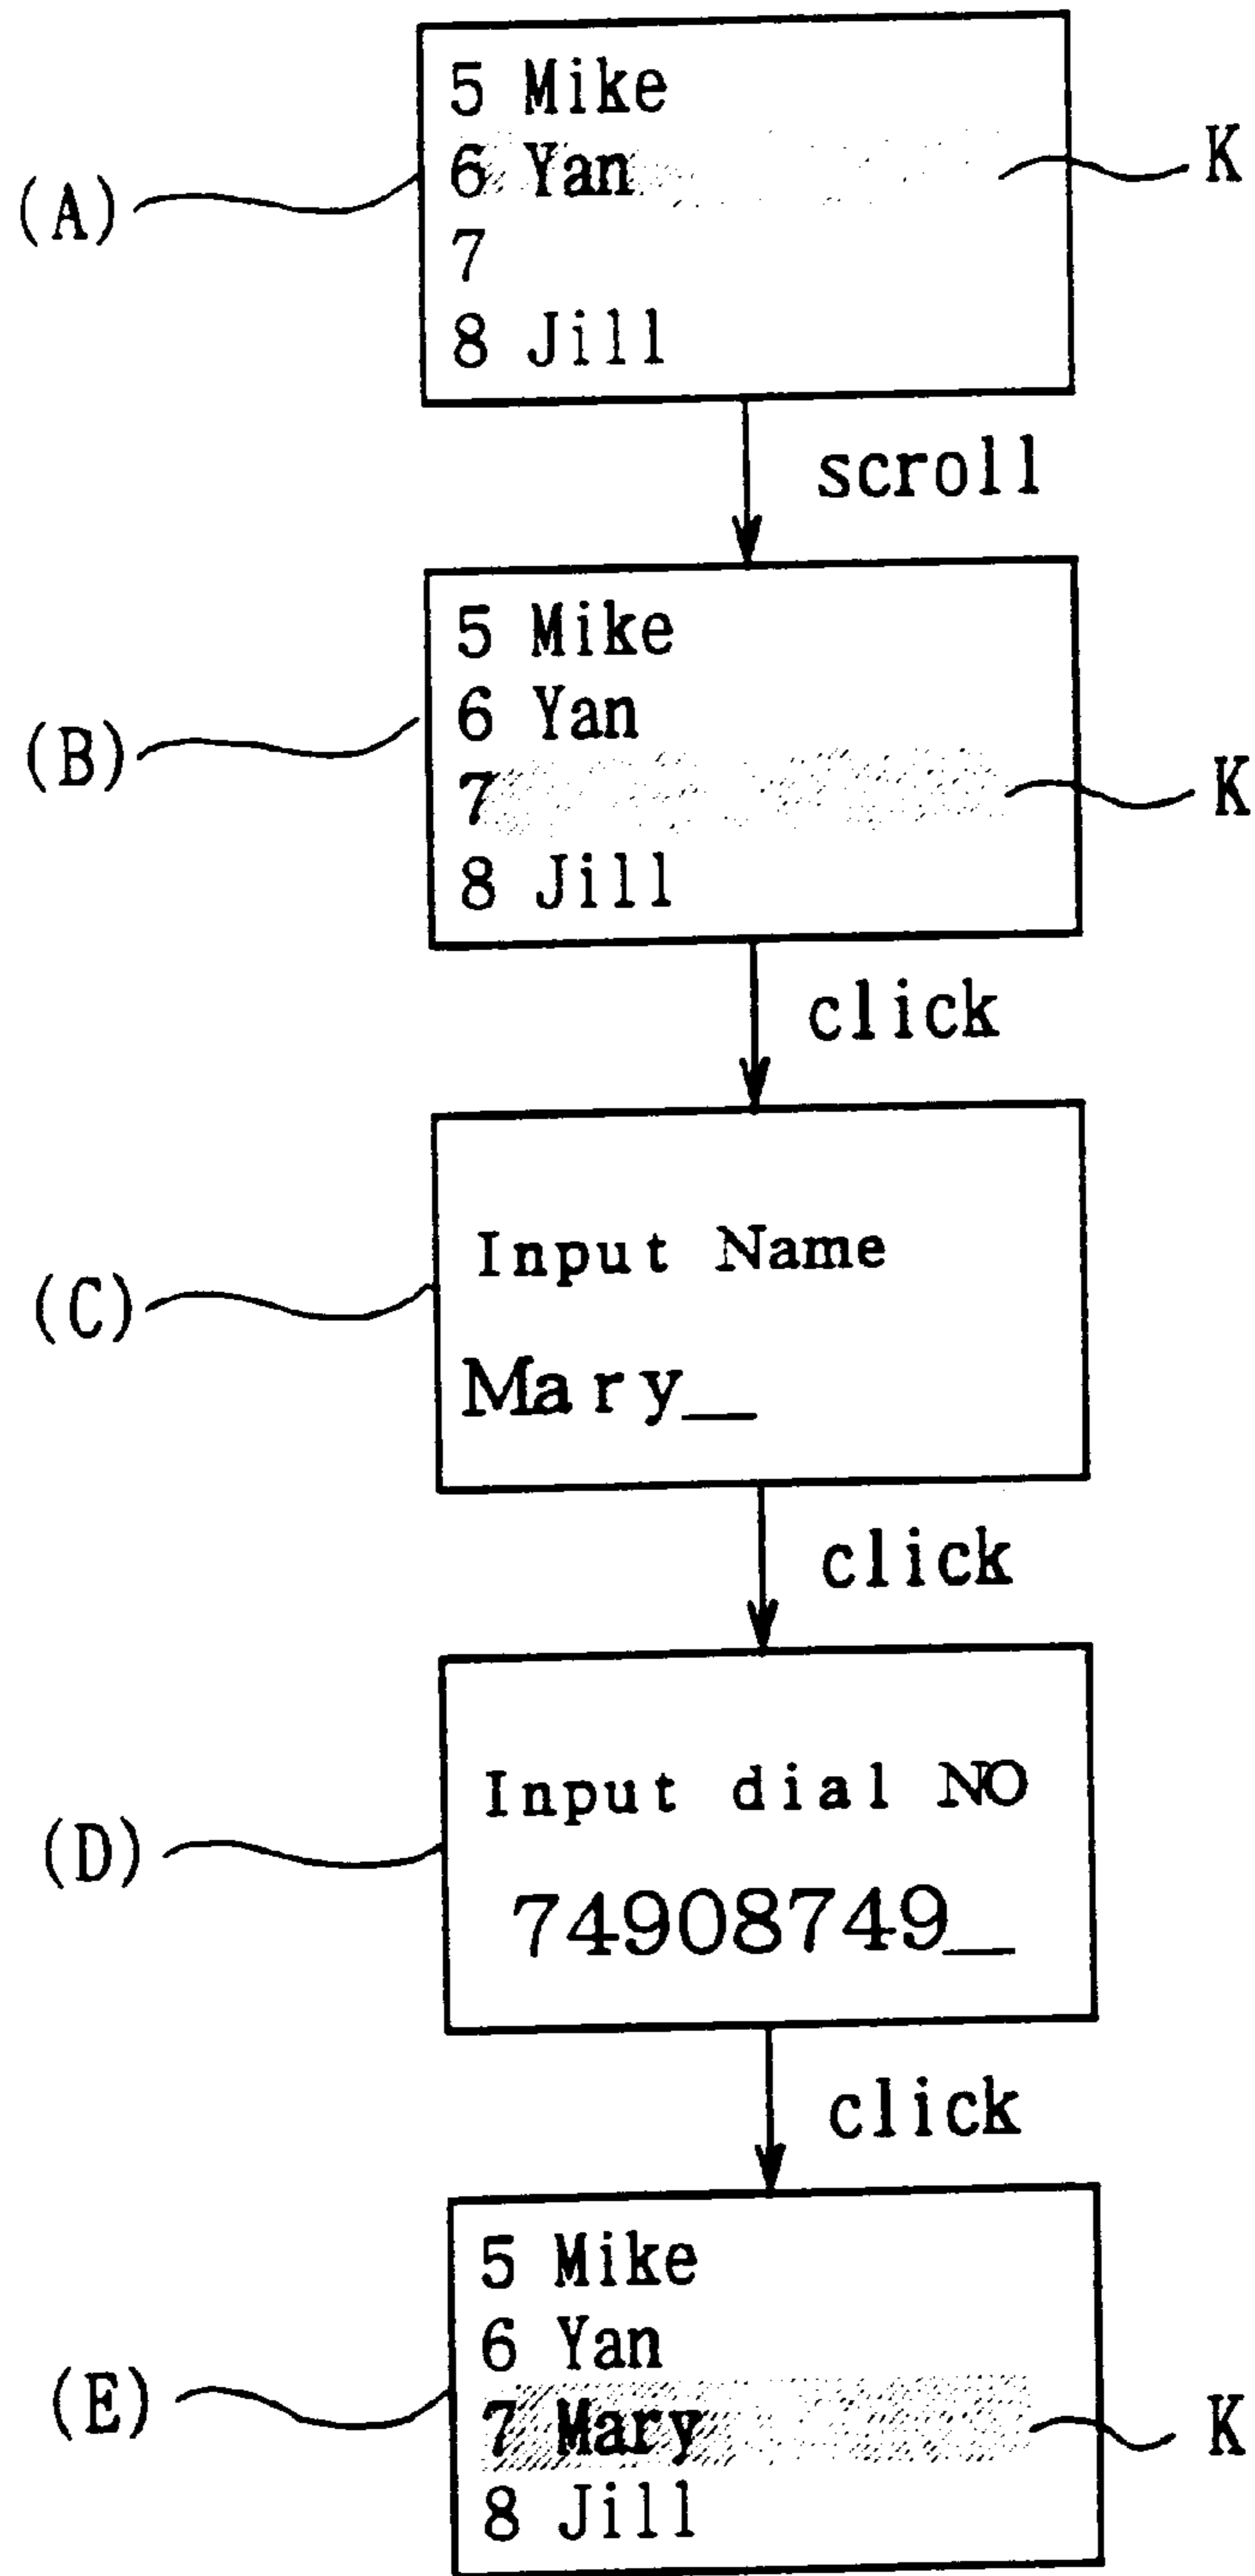 5 Mike
6 Yan
K
(A)
7
8 Jill
scroll
5 Mike
6 Yan
(B)
7
K
8 Jill
click
Input Name
(C)
Mary_
click
Input dial NO
(D)
74908749_
click
5 Mike
6 Yan
(E)
7 Mary
K
8 Jill